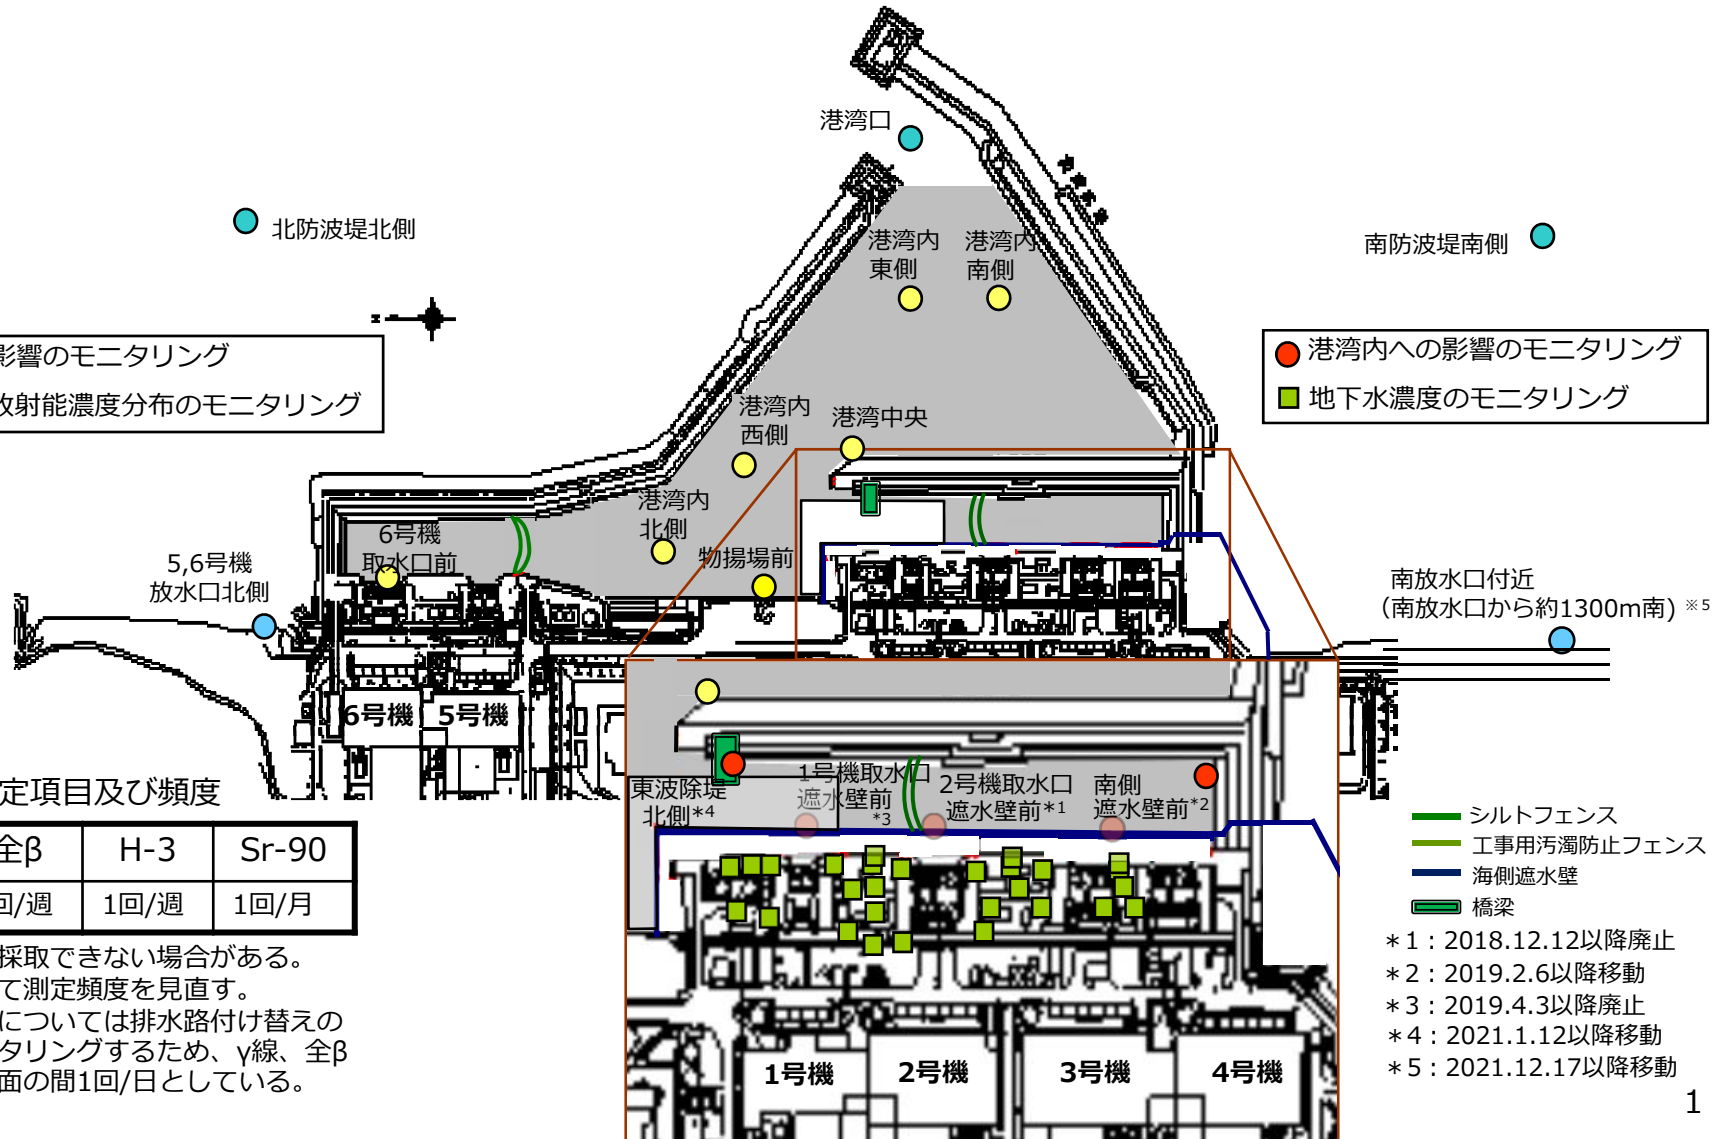 港湾口
北防波堤北側
南防波堤南側
港湾内
東側
港湾内
南側
影響のモニタリング
放射能濃度分布のモニタリング
港湾内への影響のモニタリング
地下水濃度のモニタリング
港湾内
西側
港湾中央
港湾内
北側
6号機
取水口前
物揚場前
5,6号機
放水口北側
南放水口付近
（南放水口から約1300m南）※5
6号機
5号機
定項目及び頻度
全β H-3 Sr-90
回/週 1回/週 1回/月
採取できない場合がある。
て測定頻度を見直す。
については排水路付け替えの
タリングするため、γ線、全β
面の間1回/日としている。
東波除堤
北側*4
1号機取水口
遮水壁前
*3
2号機取水口
遮水壁前*1
南側
遮水壁前*2
1号機
2号機
3号機
4号機
シルトフェンス
工事用汚濁防止フェンス
海側遮水壁
橋梁
＊1：2018.12.12以降廃止
＊2：2019.2.6以降移動
＊3：2019.4.3以降廃止
＊4：2021.1.12以降移動
＊5：2021.12.17以降移動
1